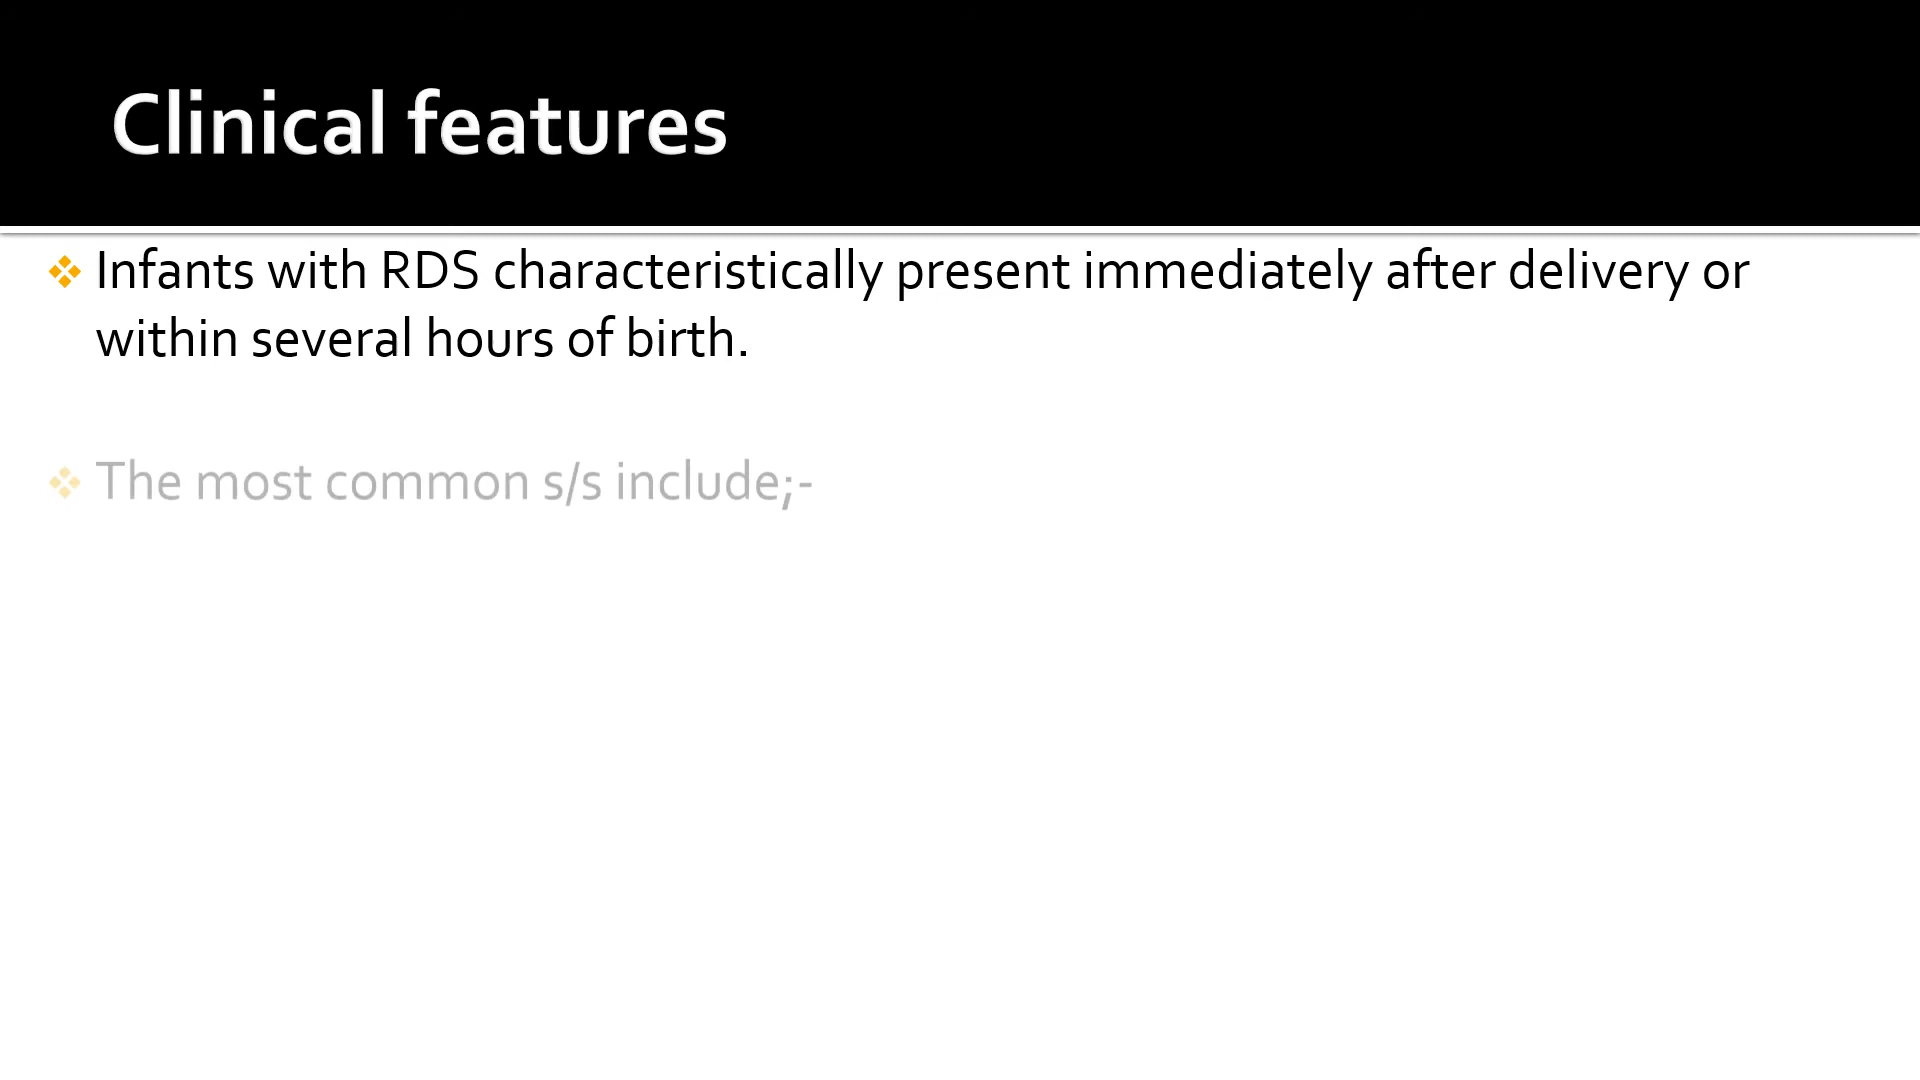 Clinical features
Infants with RDS characteristically present immediately after delivery or
within several hours of birth.
The most common s/s include;-